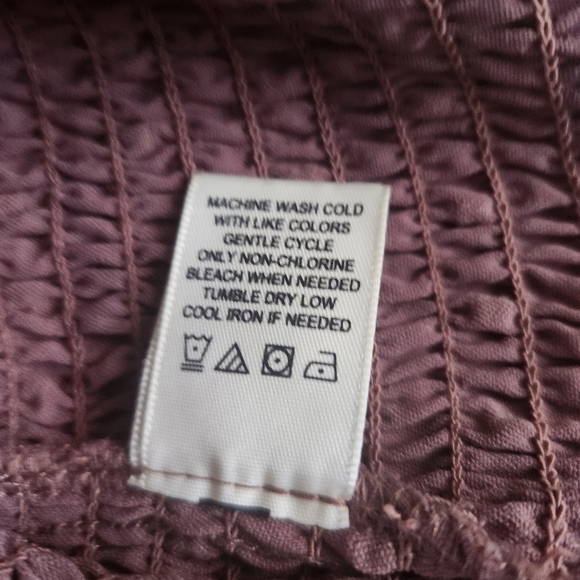 MACHINE WASH COLD
WITH LIKE COLORS
GENTLE CYCLE
ONLY NON-CHLORINE
BLEACH WHEN NEEDED
TUMBLE DRY LOW
COOL IRON IF NEEDED